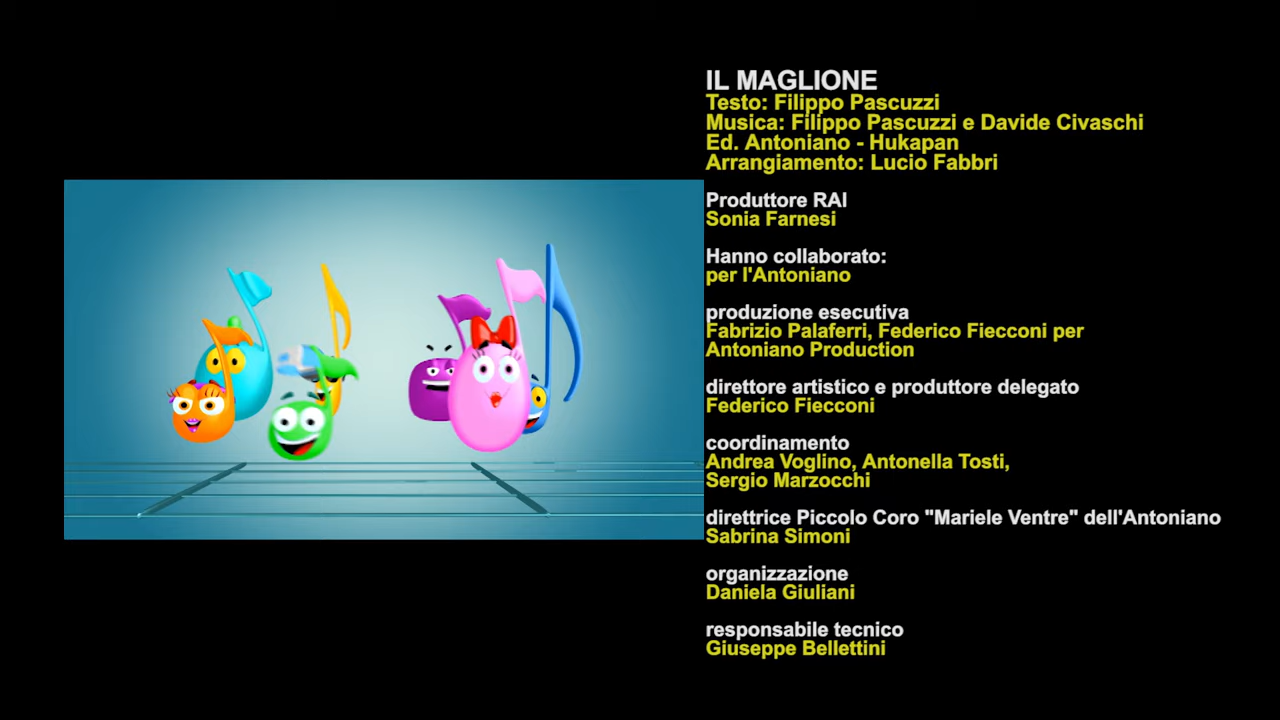 IL MAGLIONE
Testo: Filippo Pascuzzi
Musica: Filippo Pascuzzi e Davide Civaschi
Ed. Antoniano - Hukapan
Arrangiamento: Lucio Fabbri
Produttore RAI
Sonia Farnesi
Hanno collaborato:
per l'Antoniano
produzione esecutiva
Fabrizio Palaferri, Federico Fiecconi per
Antoniano Production
direttore artistico e produttore delegato
Federico Fiecconi
coordinamento
Andrea Voglino, Antonella Tosti,
Sergio Marzocchi
direttrice Piccolo Coro "Mariele Ventre" dell'Antoniano
Sabrina Simoni
organizzazione
Daniela Giuliani
responsabile tecnico
Giuseppe Bellettini